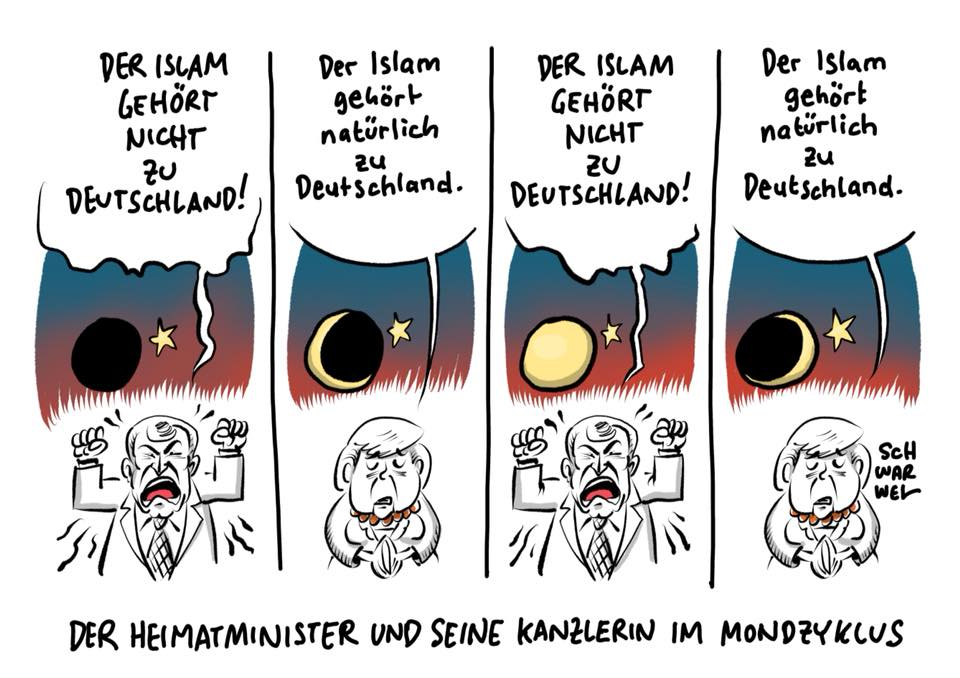 DER ISLAM
GEHÖRT
NICHT
ZU
DEUTSCHLAND!
Der Islam
gehört
natürlich
zu
Deutschland.
DER ISLAM
GEHÖRT
NICHT
ZU
DEUTSCHLAND!
Der Islam
gehört
natürlich
zu
Deutschland.
SCH
WAR
WEL
DER HEIMATMINISTER UND SEINE KANZLERIN IM MONDZYKLUS